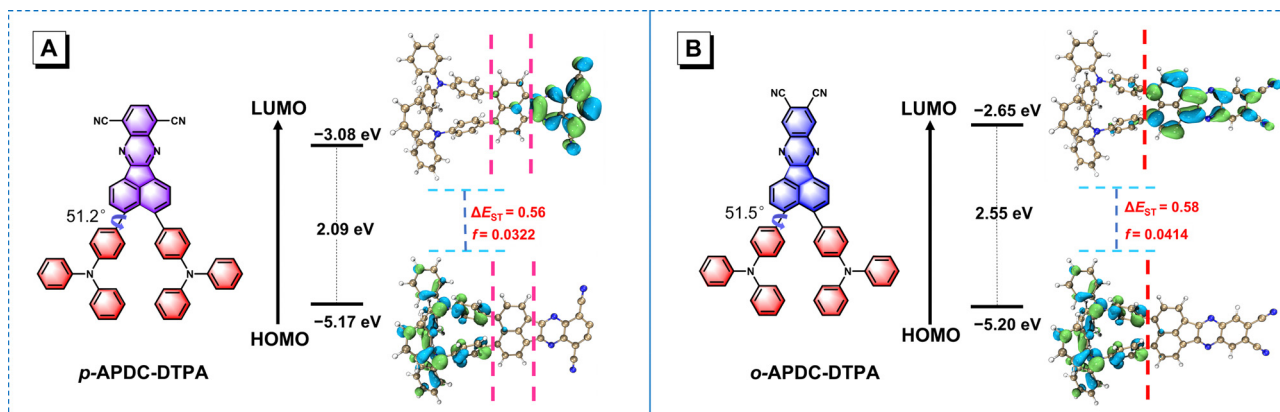 A
NC
CN
N
N
51.2°
N
N
p-APDC-DTPA
LUMO
−3.08 eV
2.09 eV
−5.17 eV
HOMO
ΔEST = 0.56
f = 0.0322
B
NC
CN
N
N
51.5°
N
N
o-APDC-DTPA
LUMO
−2.65 eV
2.55 eV
−5.20 eV
HOMO
ΔEST = 0.58
f = 0.0414